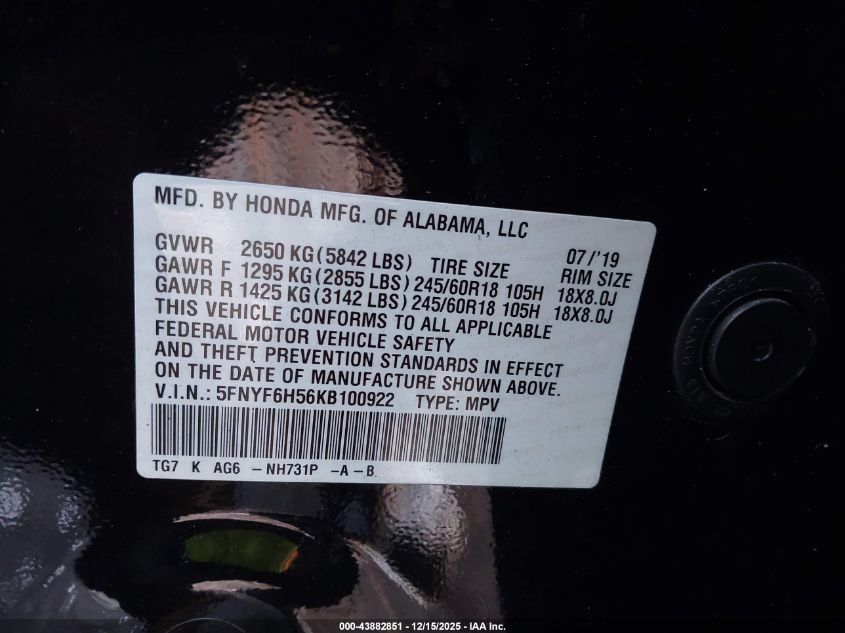 MFD. BY HONDA MFG. OF ALABAMA, LLC
GVWR 2650 KG (5842 LBS) TIRE SIZE 07/'19 RIM SIZE
GAWR F 1295 KG (2855 LBS) 245/60R18 105H 18X8.0J
GAWR R 1425 KG (3142 LBS) 245/60R18 105H 18X8.0J
THIS VEHICLE CONFORMS TO ALL APPLICABLE
FEDERAL MOTOR VEHICLE SAFETY
AND THEFT PREVENTION STANDARDS IN EFFECT
ON THE DATE OF MANUFACTURE SHOWN ABOVE.
V.I.N.: 5FNYF6H56KB100922 TYPE: MPV
TG7 K AG6 -NH731P -A-B
000-43882851 - 12/15/2025 - IAA Inc.